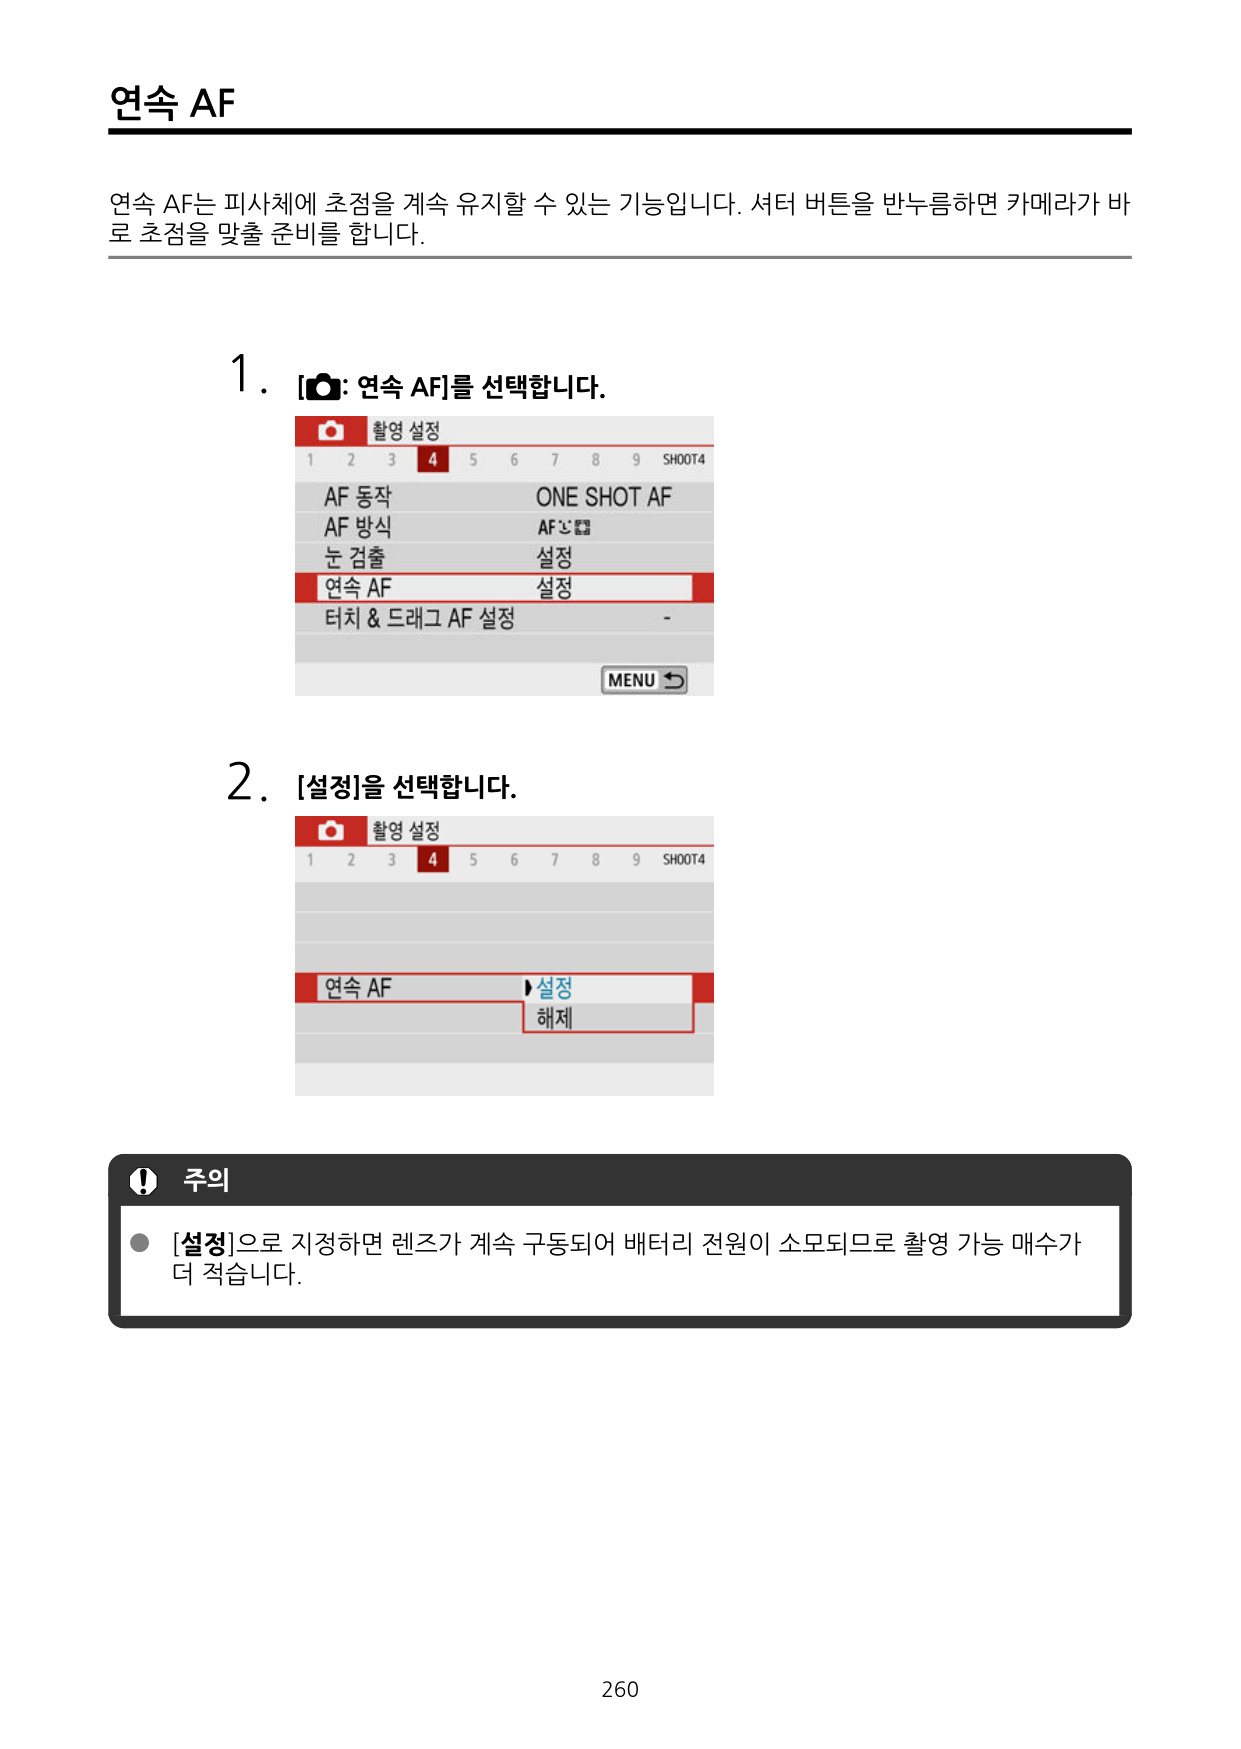 연속 AF
연속 AF는 피사체에 초점을 계속 유지할 수 있는 기능입니다. 셔터 버튼을 반누름하면 카메라가 바
로 초점을 맞출 준비를 합니다.
1. [: 연속 AF]를 선택합니다.
촬영 설정
1 2 3 4 5 6 7 8 9 SHOOT4
AF 동작 ONE SHOT AF
AF 방식 AF
눈 검출 설정
연속 AF 설정
터치 & 드래그 AF 설정 -
MENU
2. [설정]을 선택합니다.
촬영 설정
1 2 3 4 5 6 7 8 9 SHOOT4
연속 AF 설정
해제
주의
● [설정]으로 지정하면 렌즈가 계속 구동되어 배터리 전원이 소모되므로 촬영 가능 매수가
더 적습니다.
260